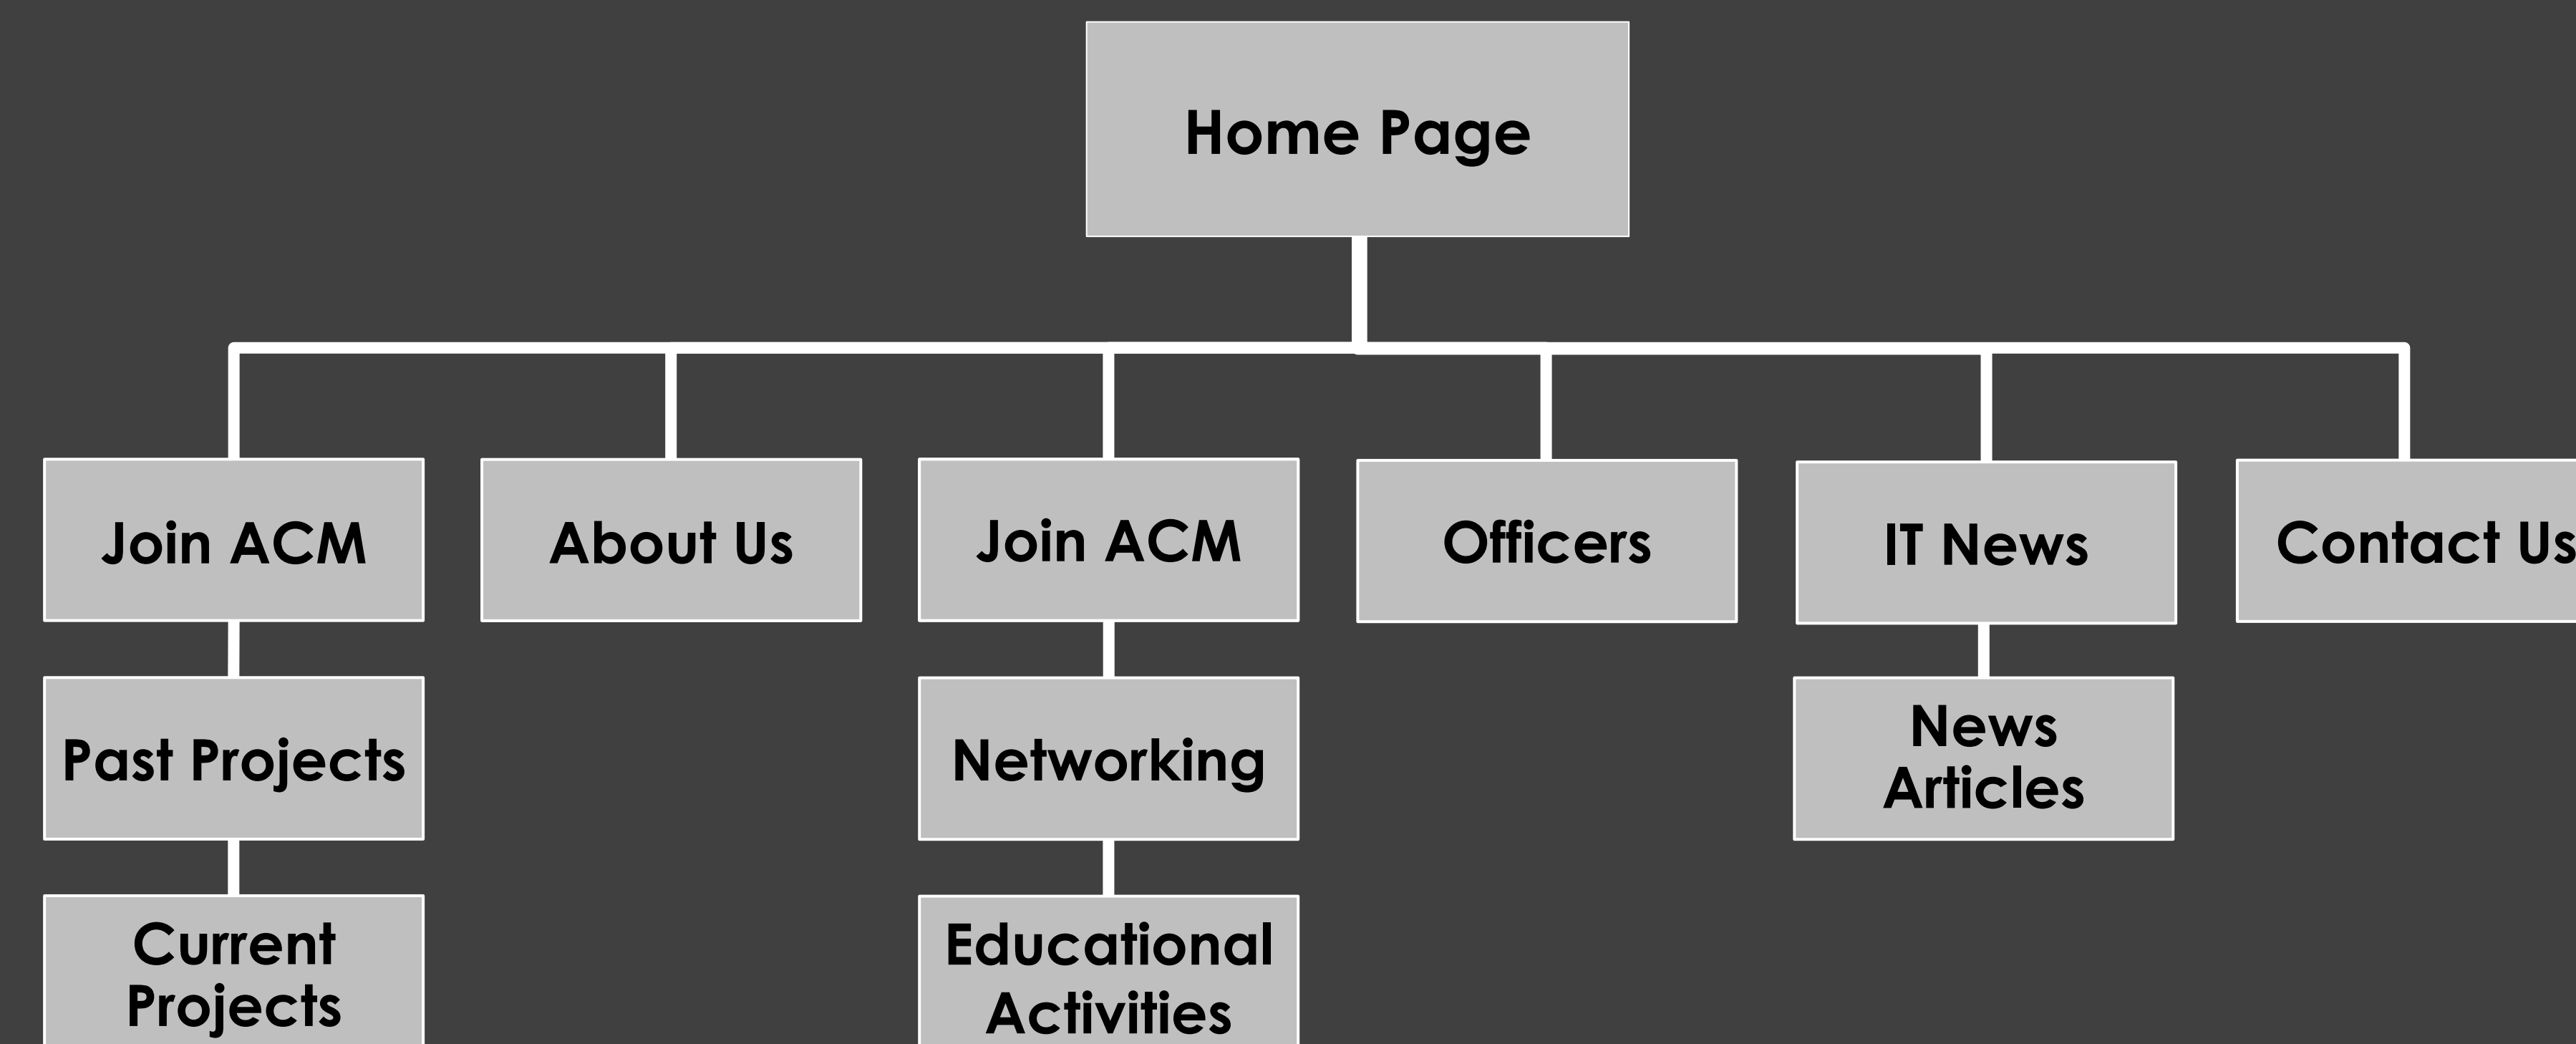 Home Page
Join ACM
About Us
Join ACM
Officers
IT News
Contact Us
Past Projects
Networking
News
Articles
Current
Projects
Educational
Activities